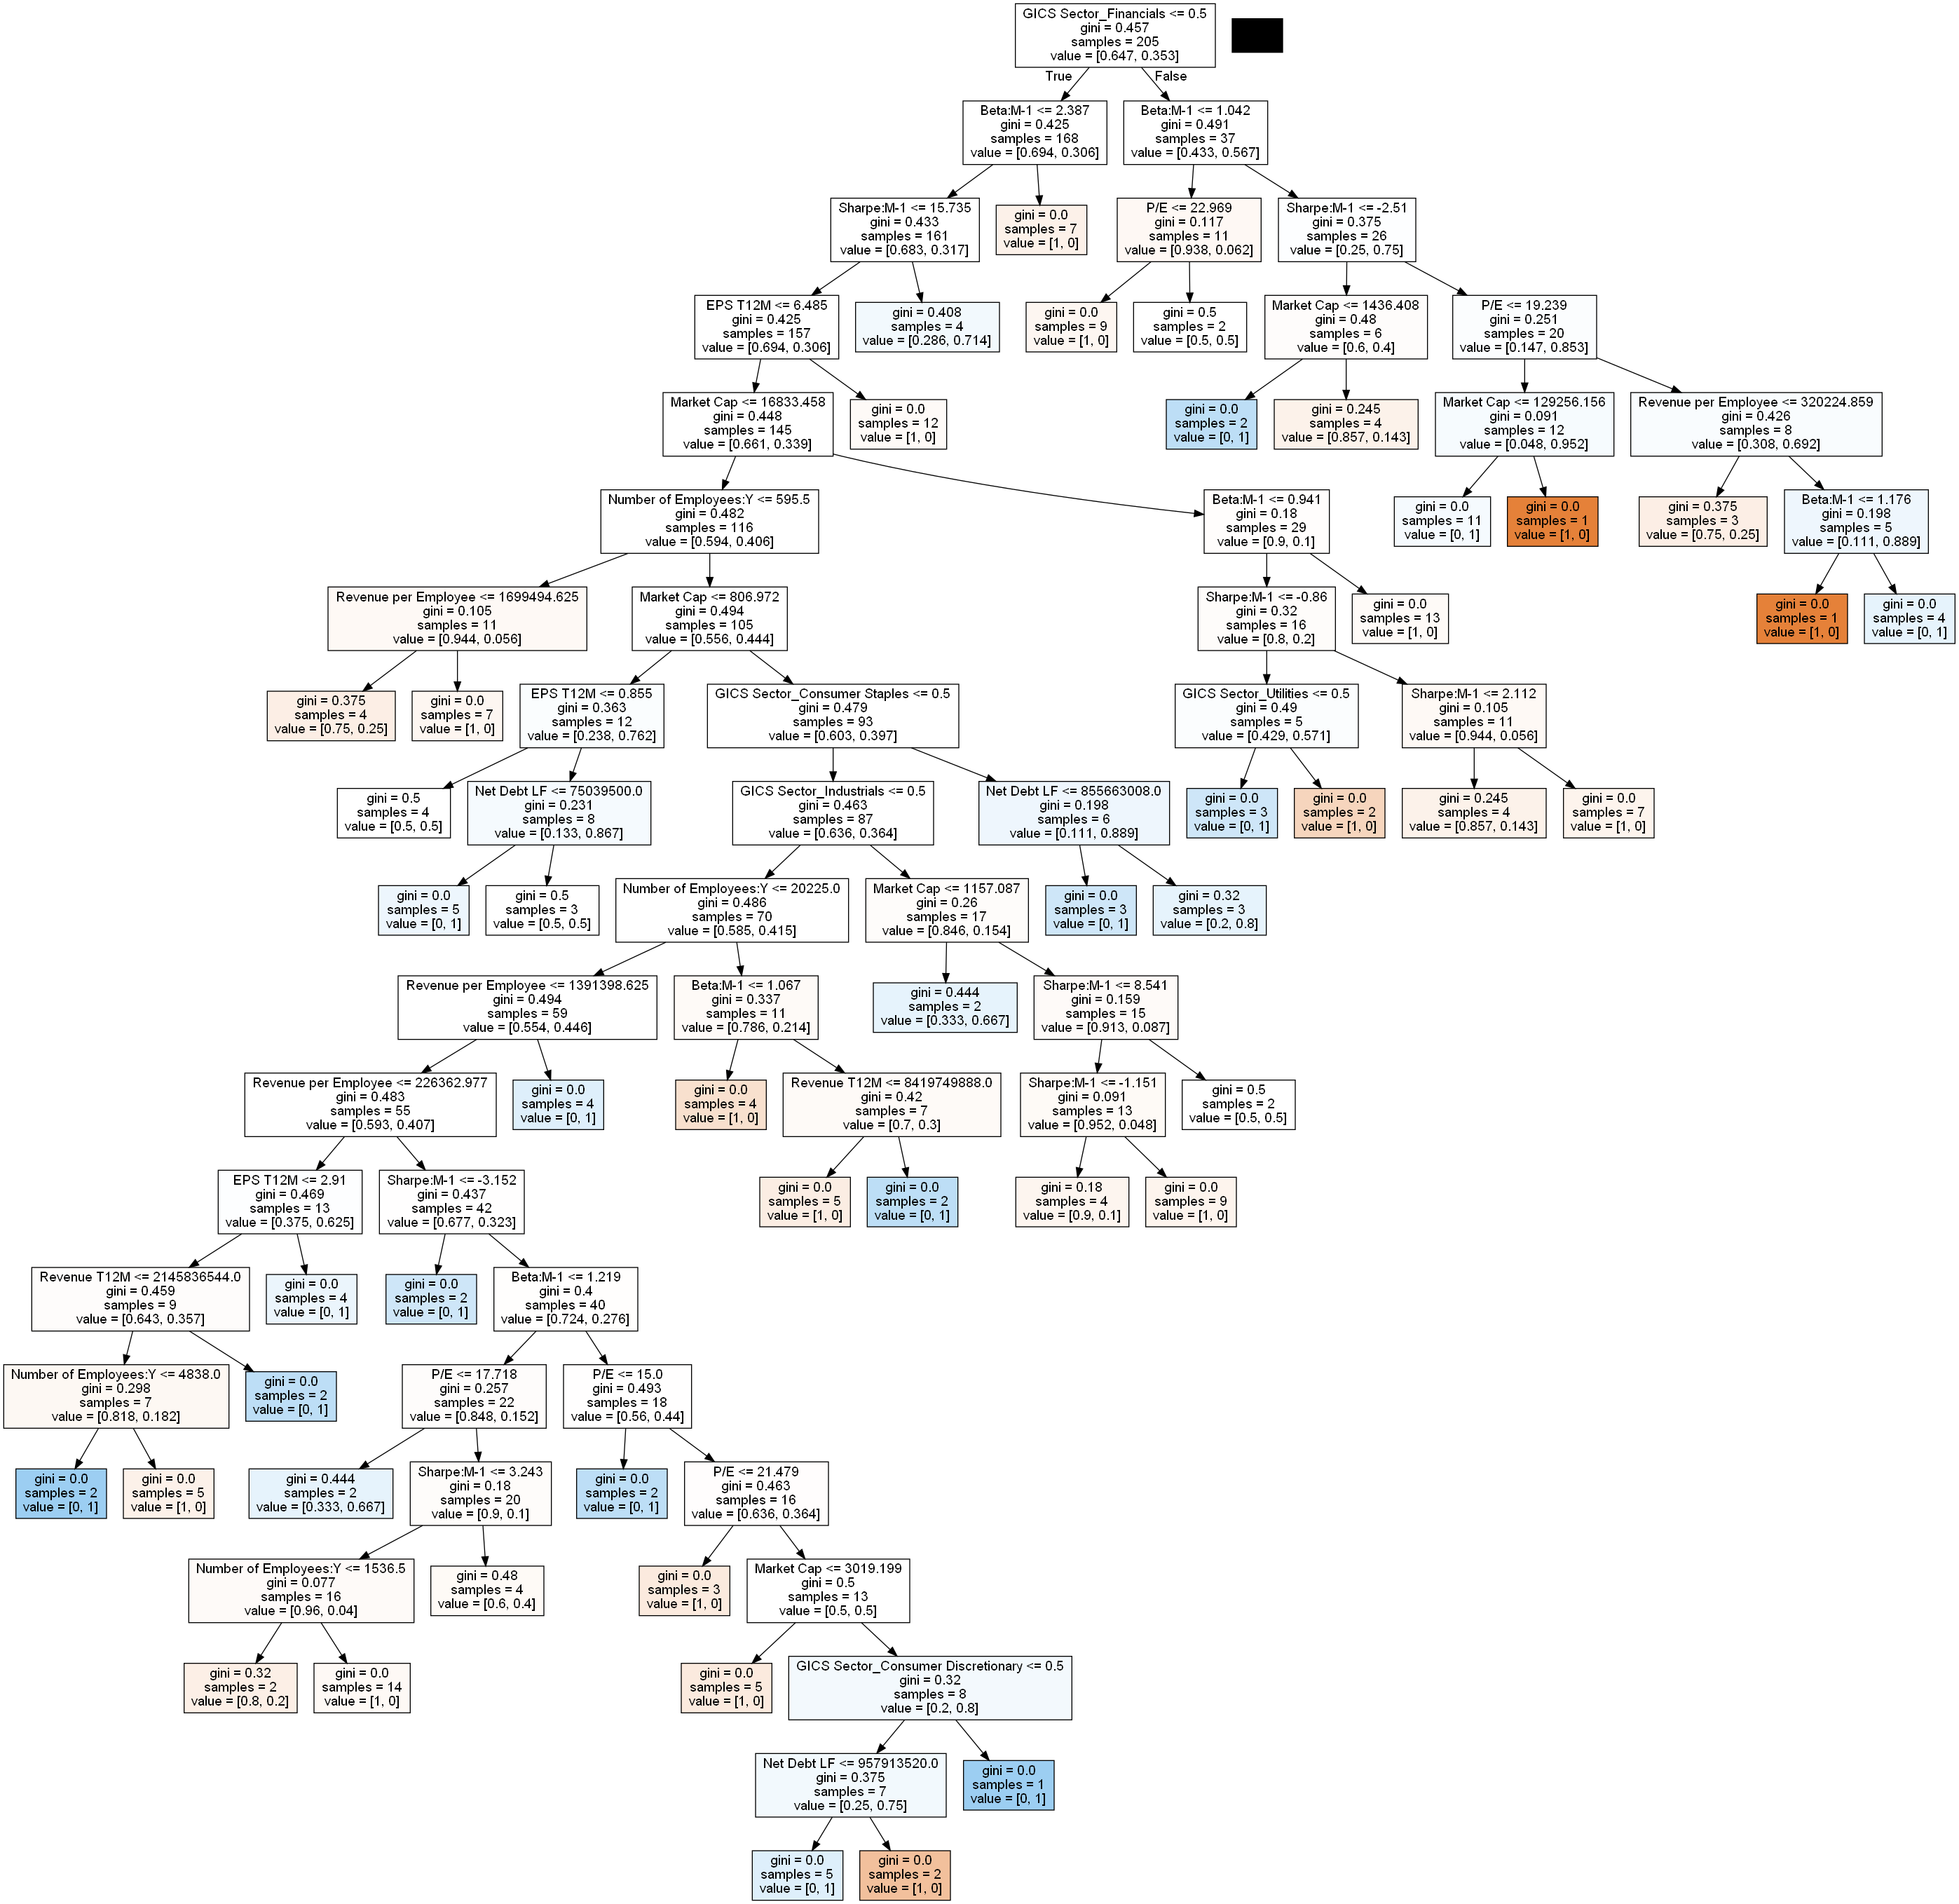 GICS Sector_Financials <= 0.5
gini = 0.457
samples = 205
value = [0.647, 0.353]
True
False
Beta:M-1 <= 2.387
gini = 0.425
samples = 168
value = [0.694, 0.306]
Beta:M-1 <= 1.042
gini = 0.491
samples = 37
value = [0.433, 0.567]
Sharpe:M-1 <= 15.735
gini = 0.433
samples = 161
value = [0.683, 0.317]
gini = 0.0
samples = 7
value = [1, 0]
P/E <= 22.969
gini = 0.117
samples = 11
value = [0.938, 0.062]
Sharpe:M-1 <= -2.51
gini = 0.375
samples = 26
value = [0.25, 0.75]
EPS T12M <= 6.485
gini = 0.425
samples = 157
value = [0.694, 0.306]
gini = 0.408
samples = 4
value = [0.286, 0.714]
gini = 0.0
samples = 9
value = [1, 0]
gini = 0.5
samples = 2
value = [0.5, 0.5]
Market Cap <= 1436.408
gini = 0.48
samples = 6
value = [0.6, 0.4]
P/E <= 19.239
gini = 0.251
samples = 20
value = [0.147, 0.853]
Market Cap <= 16833.458
gini = 0.448
samples = 145
value = [0.661, 0.339]
gini = 0.0
samples = 12
value = [1, 0]
gini = 0.0
samples = 2
value = [0, 1]
gini = 0.245
samples = 4
value = [0.857, 0.143]
Market Cap <= 129256.156
gini = 0.091
samples = 12
value = [0.048, 0.952]
Revenue per Employee <= 320224.859
gini = 0.426
samples = 8
value = [0.308, 0.692]
Number of Employees:Y <= 595.5
gini = 0.482
samples = 116
value = [0.594, 0.406]
Beta:M-1 <= 0.941
gini = 0.18
samples = 29
value = [0.9, 0.1]
gini = 0.0
samples = 11
value = [0, 1]
gini = 0.0
samples = 1
value = [1, 0]
gini = 0.375
samples = 3
value = [0.75, 0.25]
Beta:M-1 <= 1.176
gini = 0.198
samples = 5
value = [0.111, 0.889]
Revenue per Employee <= 1699494.625
gini = 0.105
samples = 11
value = [0.944, 0.056]
Market Cap <= 806.972
gini = 0.494
samples = 105
value = [0.556, 0.444]
Sharpe:M-1 <= -0.86
gini = 0.32
samples = 16
value = [0.8, 0.2]
gini = 0.0
samples = 13
value = [1, 0]
gini = 0.0
samples = 1
value = [1, 0]
gini = 0.0
samples = 4
value = [0, 1]
gini = 0.375
samples = 4
value = [0.75, 0.25]
gini = 0.0
samples = 7
value = [1, 0]
EPS T12M <= 0.855
gini = 0.363
samples = 12
value = [0.238, 0.762]
GICS Sector_Consumer Staples <= 0.5
gini = 0.479
samples = 93
value = [0.603, 0.397]
GICS Sector_Utilities <= 0.5
gini = 0.49
samples = 5
value = [0.429, 0.571]
Sharpe:M-1 <= 2.112
gini = 0.105
samples = 11
value = [0.944, 0.056]
gini = 0.5
samples = 4
value = [0.5, 0.5]
Net Debt LF <= 75039500.0
gini = 0.231
samples = 8
value = [0.133, 0.867]
GICS Sector_Industrials <= 0.5
gini = 0.463
samples = 87
value = [0.636, 0.364]
Net Debt LF <= 855663008.0
gini = 0.198
samples = 6
value = [0.111, 0.889]
gini = 0.0
samples = 3
value = [0, 1]
gini = 0.0
samples = 2
value = [1, 0]
gini = 0.245
samples = 4
value = [0.857, 0.143]
gini = 0.0
samples = 7
value = [1, 0]
gini = 0.0
samples = 5
value = [0, 1]
gini = 0.5
samples = 3
value = [0.5, 0.5]
Number of Employees:Y <= 20225.0
gini = 0.486
samples = 70
value = [0.585, 0.415]
Market Cap <= 1157.087
gini = 0.26
samples = 17
value = [0.846, 0.154]
gini = 0.0
samples = 3
value = [0, 1]
gini = 0.32
samples = 3
value = [0.2, 0.8]
Revenue per Employee <= 1391398.625
gini = 0.494
samples = 59
value = [0.554, 0.446]
Beta:M-1 <= 1.067
gini = 0.337
samples = 11
value = [0.786, 0.214]
gini = 0.444
samples = 2
value = [0.333, 0.667]
Sharpe:M-1 <= 8.541
gini = 0.159
samples = 15
value = [0.913, 0.087]
Revenue per Employee <= 226362.977
gini = 0.483
samples = 55
value = [0.593, 0.407]
gini = 0.0
samples = 4
value = [0, 1]
gini = 0.0
samples = 4
value = [1, 0]
Revenue T12M <= 8419749888.0
gini = 0.42
samples = 7
value = [0.7, 0.3]
Sharpe:M-1 <= -1.151
gini = 0.091
samples = 13
value = [0.952, 0.048]
gini = 0.5
samples = 2
value = [0.5, 0.5]
EPS T12M <= 2.91
gini = 0.469
samples = 13
value = [0.375, 0.625]
Sharpe:M-1 <= -3.152
gini = 0.437
samples = 42
value = [0.677, 0.323]
gini = 0.0
samples = 5
value = [1, 0]
gini = 0.0
samples = 2
value = [0, 1]
gini = 0.18
samples = 4
value = [0.9, 0.1]
gini = 0.0
samples = 9
value = [1, 0]
Revenue T12M <= 2145836544.0
gini = 0.459
samples = 9
value = [0.643, 0.357]
gini = 0.0
samples = 4
value = [0, 1]
gini = 0.0
samples = 2
value = [0, 1]
Beta:M-1 <= 1.219
gini = 0.4
samples = 40
value = [0.724, 0.276]
Number of Employees:Y <= 4838.0
gini = 0.298
samples = 7
value = [0.818, 0.182]
gini = 0.0
samples = 2
value = [0, 1]
P/E <= 17.718
gini = 0.257
samples = 22
value = [0.848, 0.152]
P/E <= 15.0
gini = 0.493
samples = 18
value = [0.56, 0.44]
gini = 0.0
samples = 2
value = [0, 1]
gini = 0.0
samples = 5
value = [1, 0]
gini = 0.444
samples = 2
value = [0.333, 0.667]
Sharpe:M-1 <= 3.243
gini = 0.18
samples = 20
value = [0.9, 0.1]
gini = 0.0
samples = 2
value = [0, 1]
P/E <= 21.479
gini = 0.463
samples = 16
value = [0.636, 0.364]
Number of Employees:Y <= 1536.5
gini = 0.077
samples = 16
value = [0.96, 0.04]
gini = 0.48
samples = 4
value = [0.6, 0.4]
gini = 0.0
samples = 3
value = [1, 0]
Market Cap <= 3019.199
gini = 0.5
samples = 13
value = [0.5, 0.5]
gini = 0.32
samples = 2
value = [0.8, 0.2]
gini = 0.0
samples = 14
value = [1, 0]
gini = 0.0
samples = 5
value = [1, 0]
GICS Sector_Consumer Discretionary <= 0.5
gini = 0.32
samples = 8
value = [0.2, 0.8]
Net Debt LF <= 957913520.0
gini = 0.375
samples = 7
value = [0.25, 0.75]
gini = 0.0
samples = 1
value = [0, 1]
gini = 0.0
samples = 5
value = [0, 1]
gini = 0.0
samples = 2
value = [1, 0]